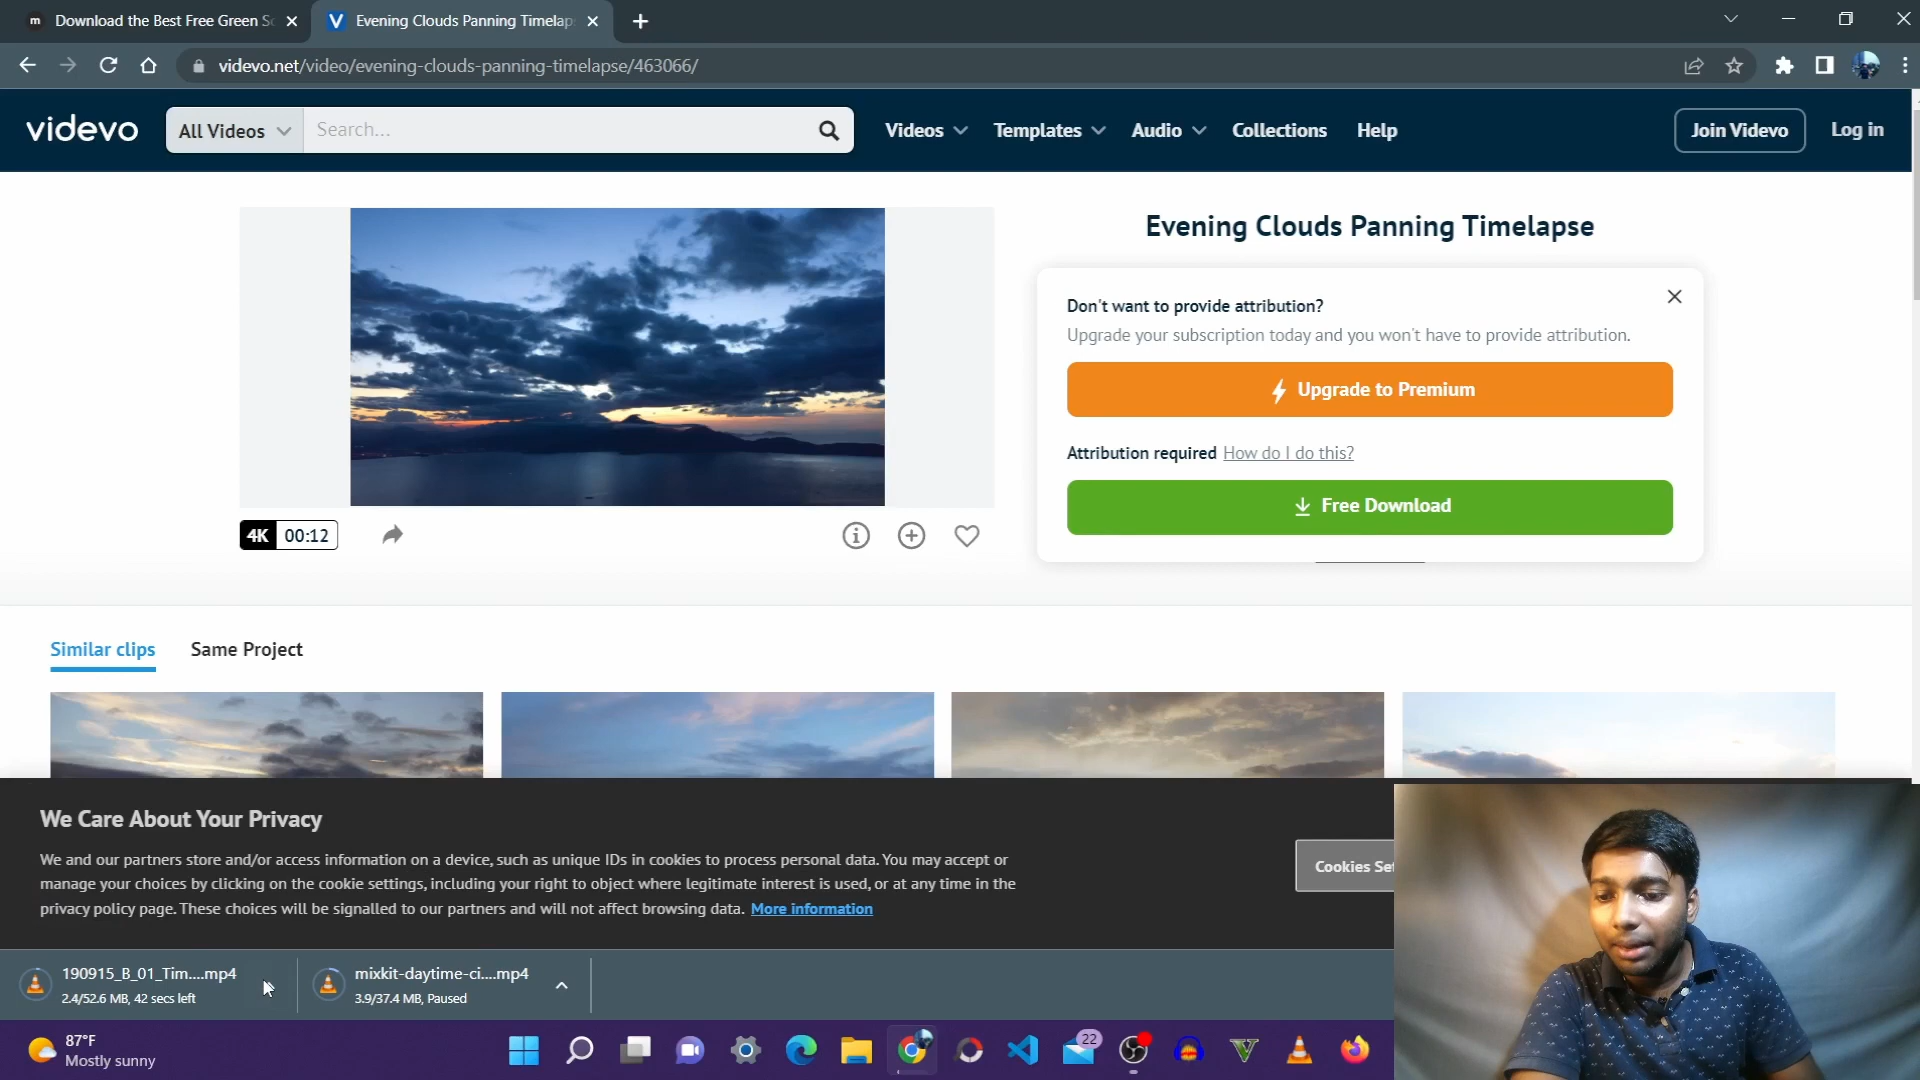 m Download the Best Free Green Sc
V Evening Clouds Panning Timelap
videvo.net/video/evening-clouds-panning-timelapse/463066/
videvo
All Videos
Search...
Videos
Templates
Audio
Collections
Help
Join Videvo
Log in
Evening Clouds Panning Timelapse
Don't want to provide attribution?
Upgrade your subscription today and you won't have to provide attribution.
Upgrade to Premium
Attribution required How do I do this?
Free Download
4K 00:12
Similar clips
Same Project
We Care About Your Privacy
We and our partners store and/or access information on a device, such as unique IDs in cookies to process personal data. You may accept or
manage your choices by clicking on the cookie settings, including your right to object where legitimate interest is used, or at any time in the
privacy policy page. These choices will be signalled to our partners and will not affect browsing data. More information
Cookies Set
190915_B_01_Tim....mp4
2.4/52.6 MB, 42 secs left
mixkit-daytime-ci....mp4
3.9/37.4 MB, Paused
87°F
Mostly sunny
22